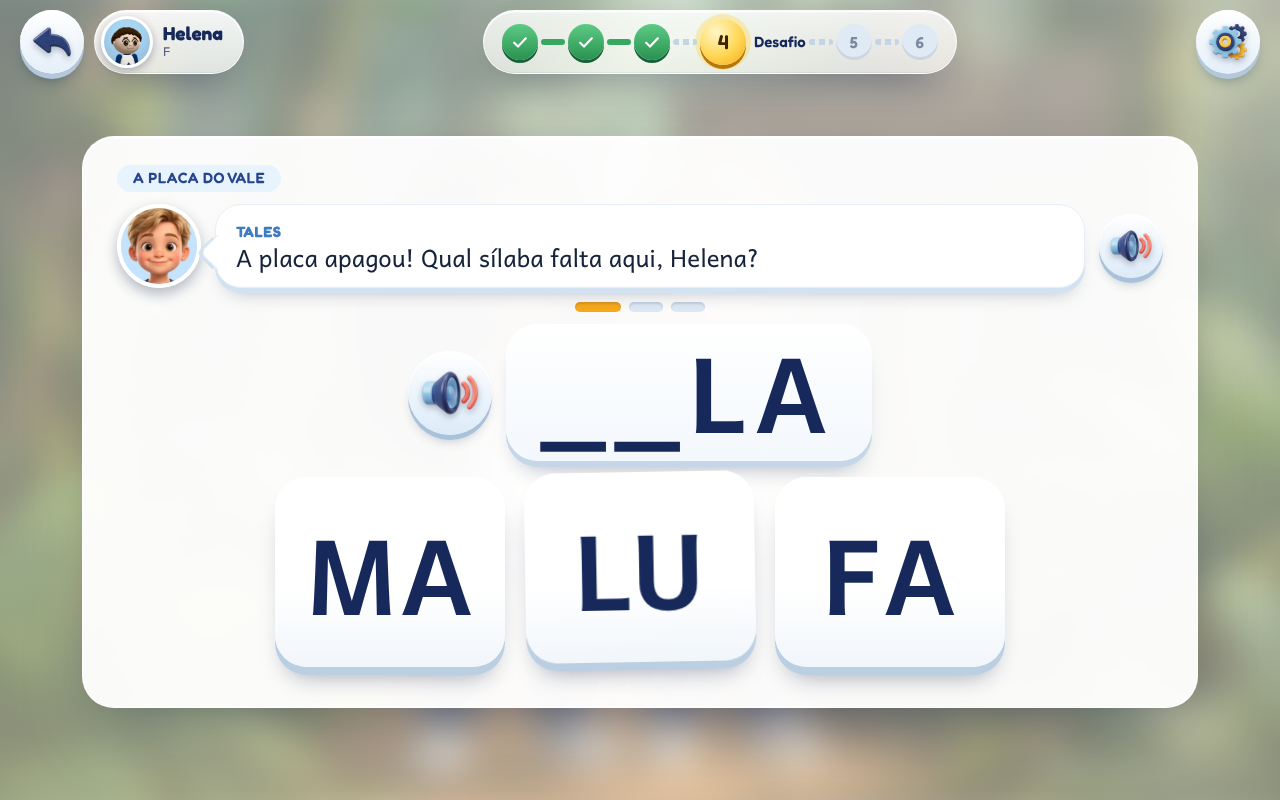 Helena
F
4
Desafio
5
6
A PLACA DO VALE
TALES
A placa apagou! Qual sílaba falta aqui, Helena?
__LA
MA
LU
FA